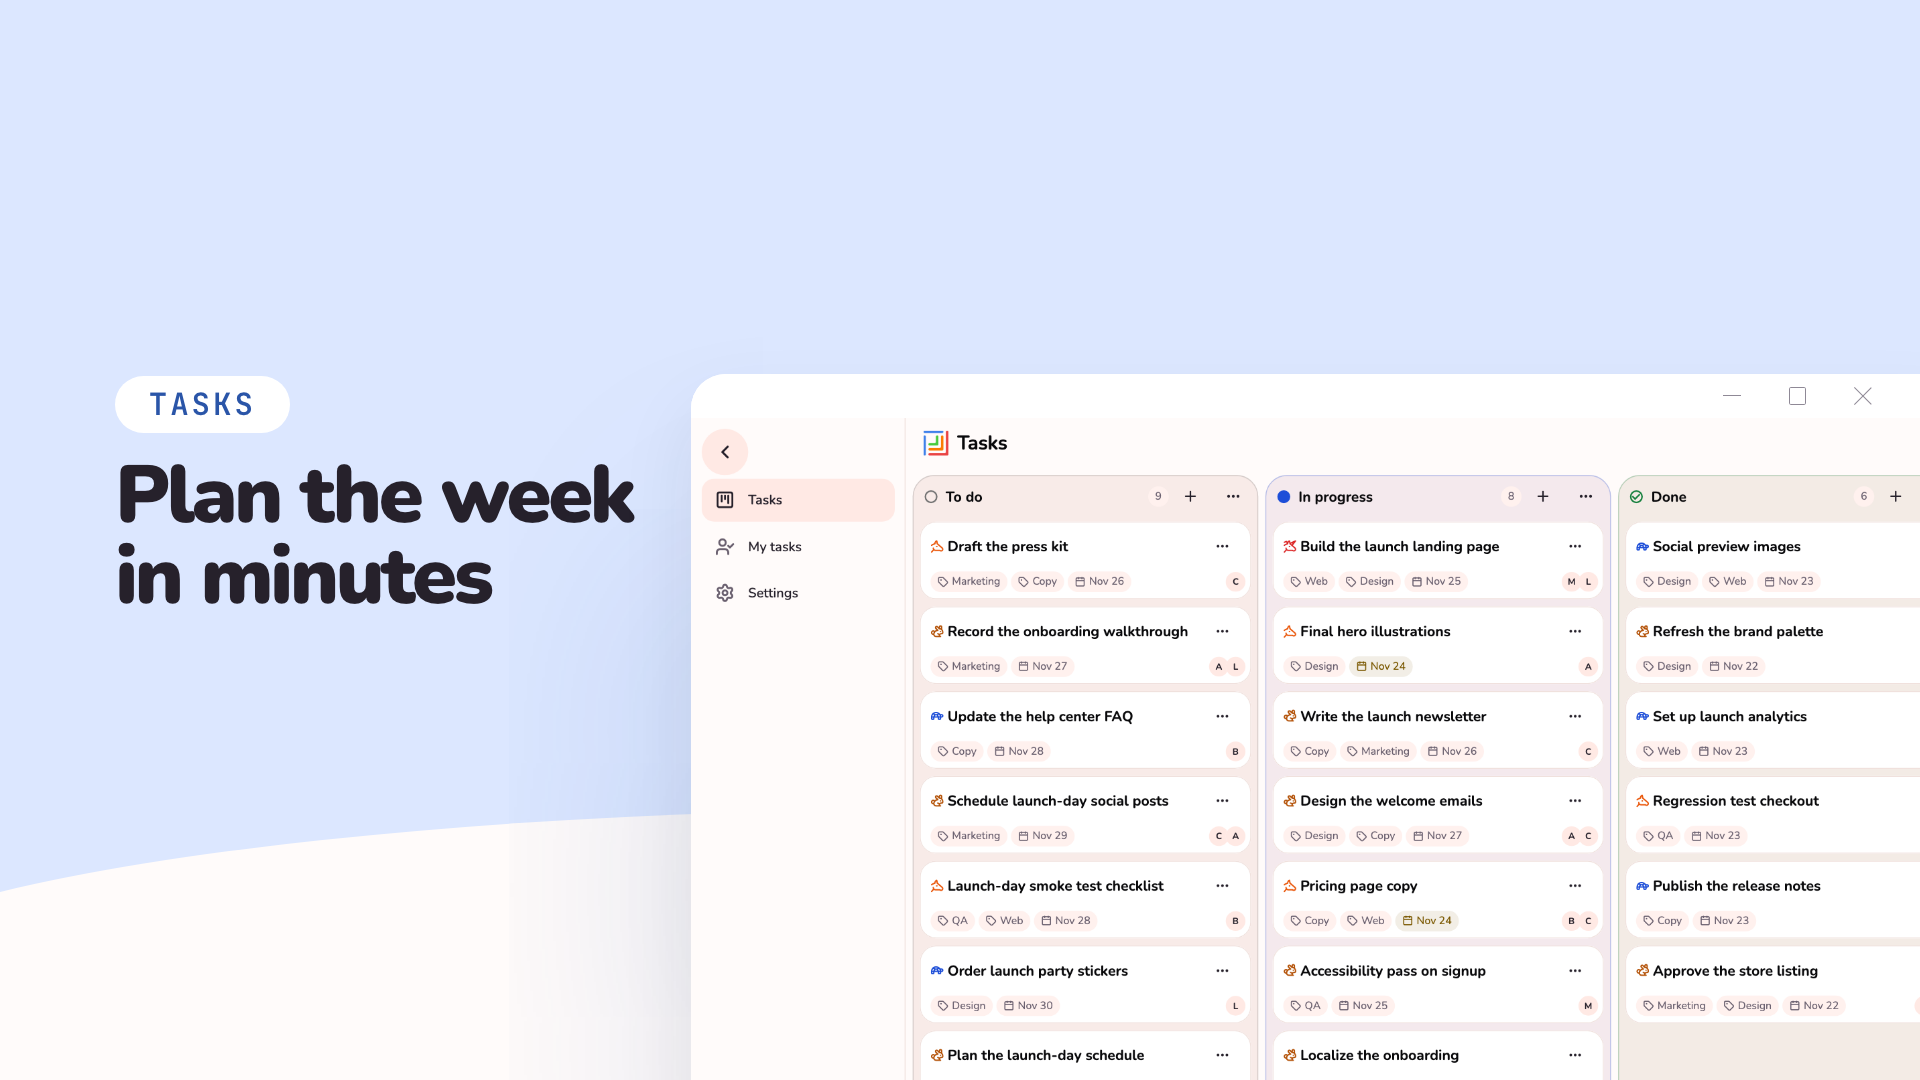 TASKS
Plan the week
in minutes
Tasks
My tasks
Settings
Tasks
To do 9
Draft the press kit
Marketing Copy Nov 26 C
Record the onboarding walkthrough
Marketing Nov 27 A L
Update the help center FAQ
Copy Nov 28 B
Schedule launch-day social posts
Marketing Nov 29 C A
Launch-day smoke test checklist
QA Web Nov 28 B
Order launch party stickers
Design Nov 30 L
Plan the launch-day schedule
In progress 8
Build the launch landing page
Web Design Nov 25 M L
Final hero illustrations
Design Nov 24 A
Write the launch newsletter
Copy Marketing Nov 26 C
Design the welcome emails
Design Copy Nov 27 A C
Pricing page copy
Copy Web Nov 24 B C
Accessibility pass on signup
QA Nov 25 M
Localize the onboarding
Done 6
Social preview images
Design Web Nov 23
Refresh the brand palette
Design Nov 22
Set up launch analytics
Web Nov 23
Regression test checkout
QA Nov 23
Publish the release notes
Copy Nov 23
Approve the store listing
Marketing Design Nov 22